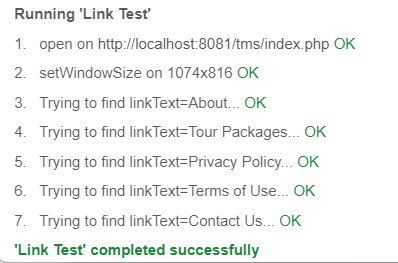 Running 'Link Test'
1. open on http://localhost:8081/tms/index.php OK
2. setWindowSize on 1074x816 OK
3. Trying to find linkText=About... OK
4. Trying to find linkText=Tour Packages... OK
5. Trying to find linkText=Privacy Policy... OK
6. Trying to find linkText=Terms of Use... OK
7. Trying to find linkText=Contact Us... OK
'Link Test' completed successfully